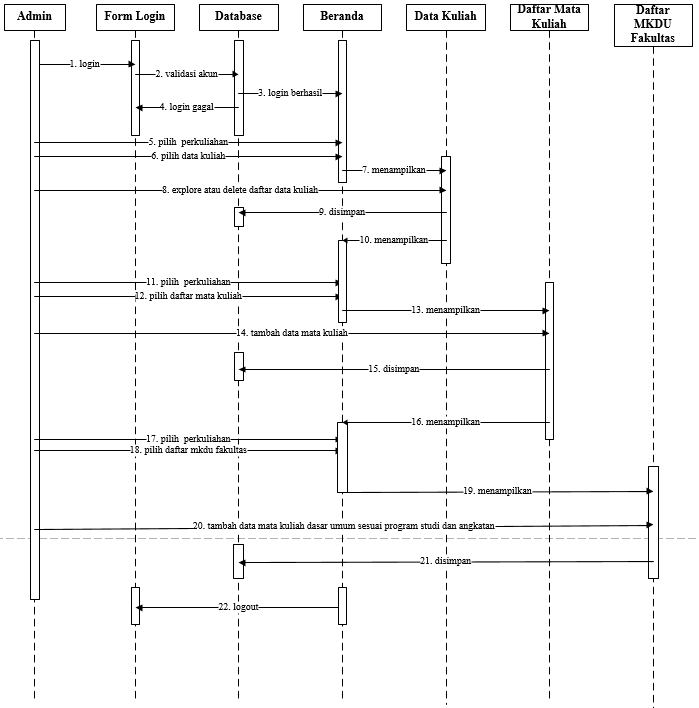 Admin
Form Login
Database
Beranda
Data Kuliah
Daftar Mata
Kuliah
Daftar
MKDU
Fakultas
1. login
2. validasi akun
3. login berhasil
4. login gagal
5. pilih  perkuliahan
6. pilih data kuliah
7. menampilkan
8. explore atau delete daftar data kuliah
9. disimpan
10. menampilkan
11. pilih  perkuliahan
12. pilih daftar mata kuliah
13. menampilkan
14. tambah data mata kuliah
15. disimpan
16. menampilkan
17. pilih  perkuliahan
18. pilih daftar mkdu fakultas
19. menampilkan
20. tambah data mata kuliah dasar umum sesuai program studi dan angkatan
21. disimpan
22. logout